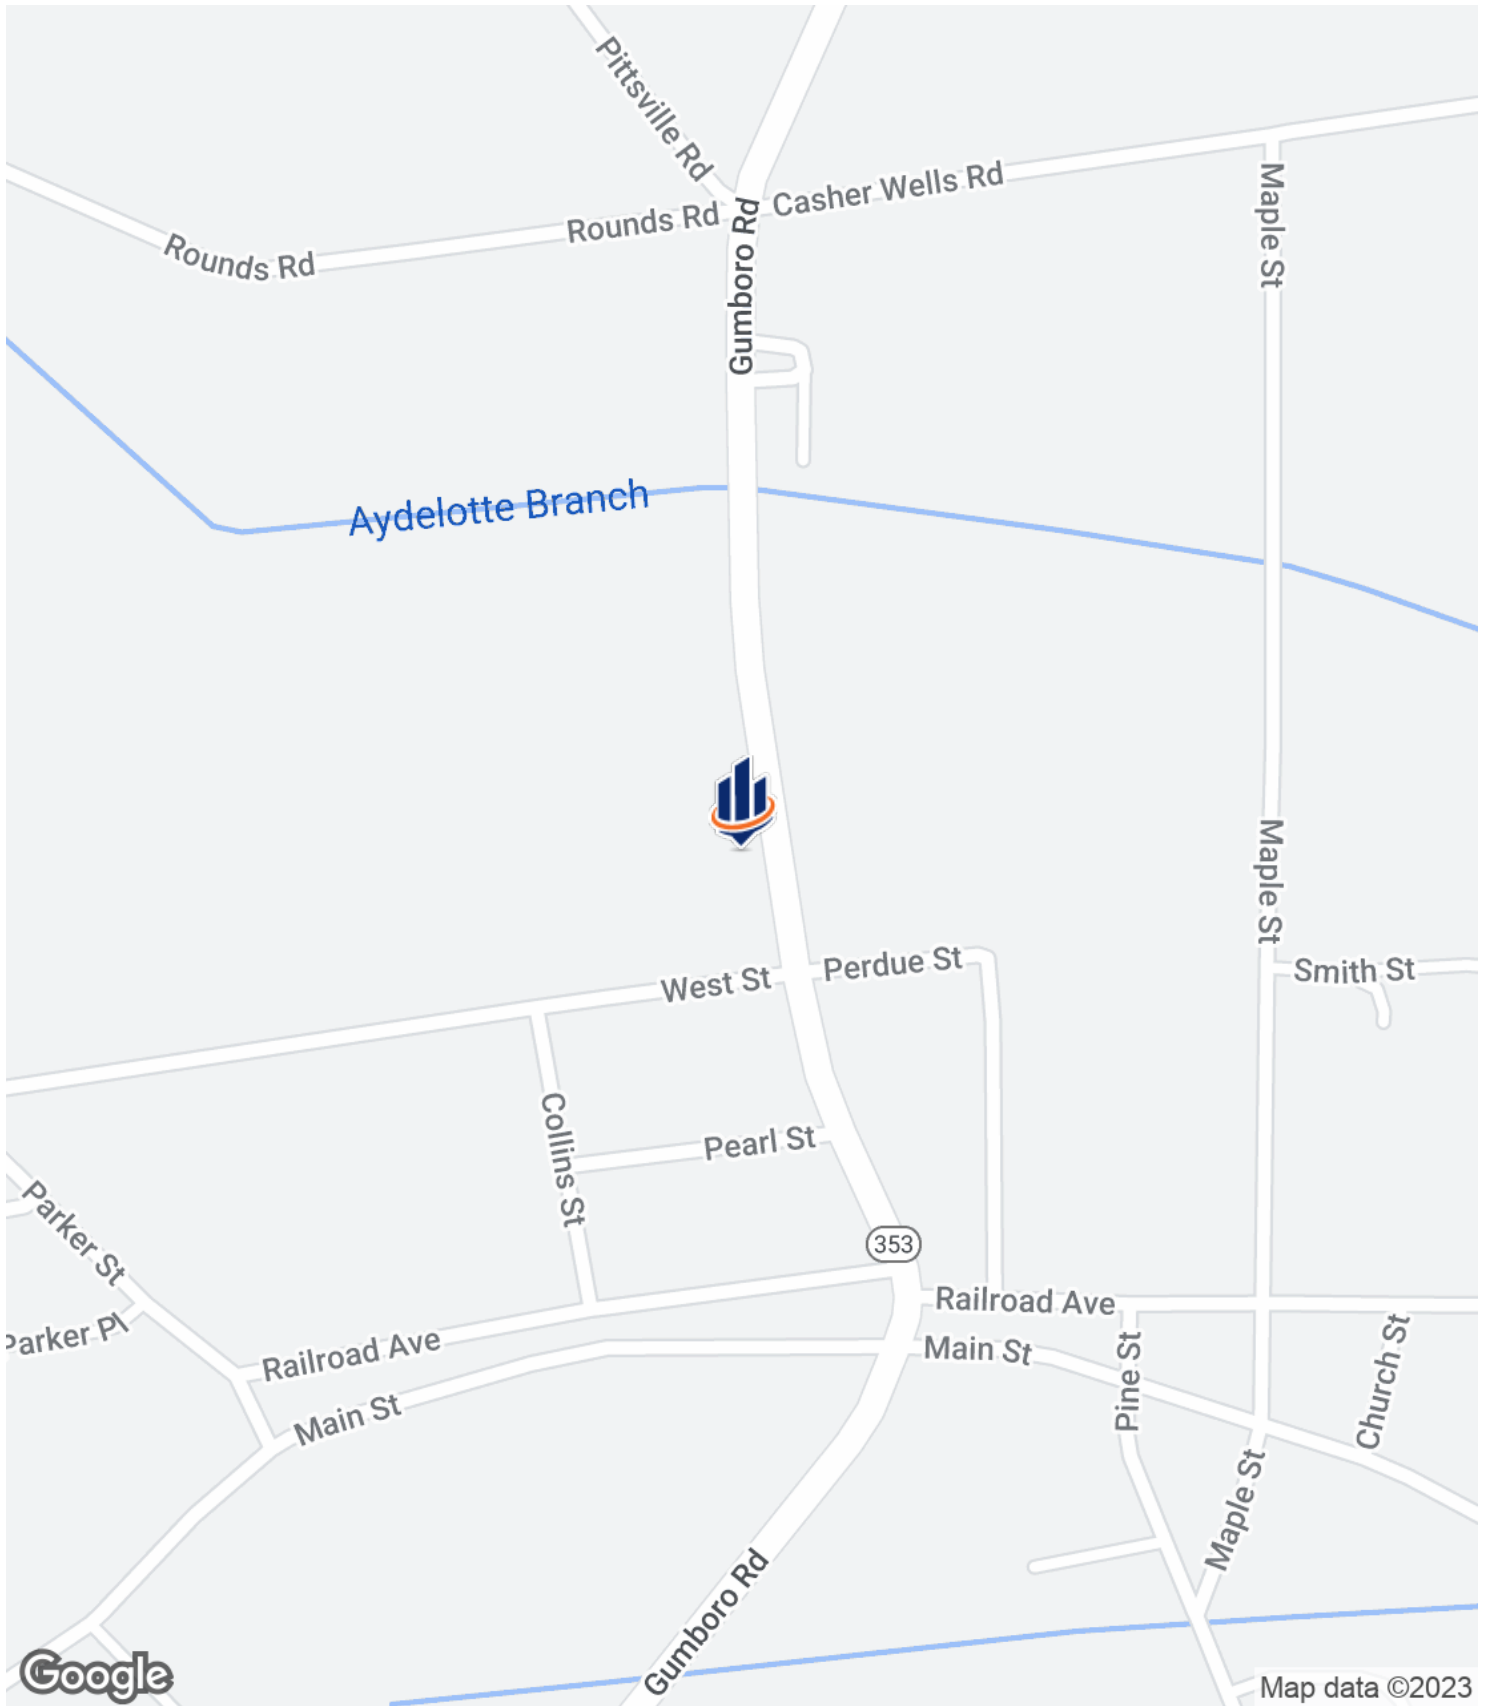 Pittsville Rd
Casher Wells Rd
Rounds Rd
Maple St
Rounds Rd
Gumboro Rd
Aydelotte Branch
Maple St
West St
Perdue St
Smith St
Collins St
Pearl St
Parker St
353
Railroad Ave
Parker Pl
Railroad Ave
Main St
Pine St
Church St
Main St
Maple St
Gumboro Rd
Google
Map data ©2023